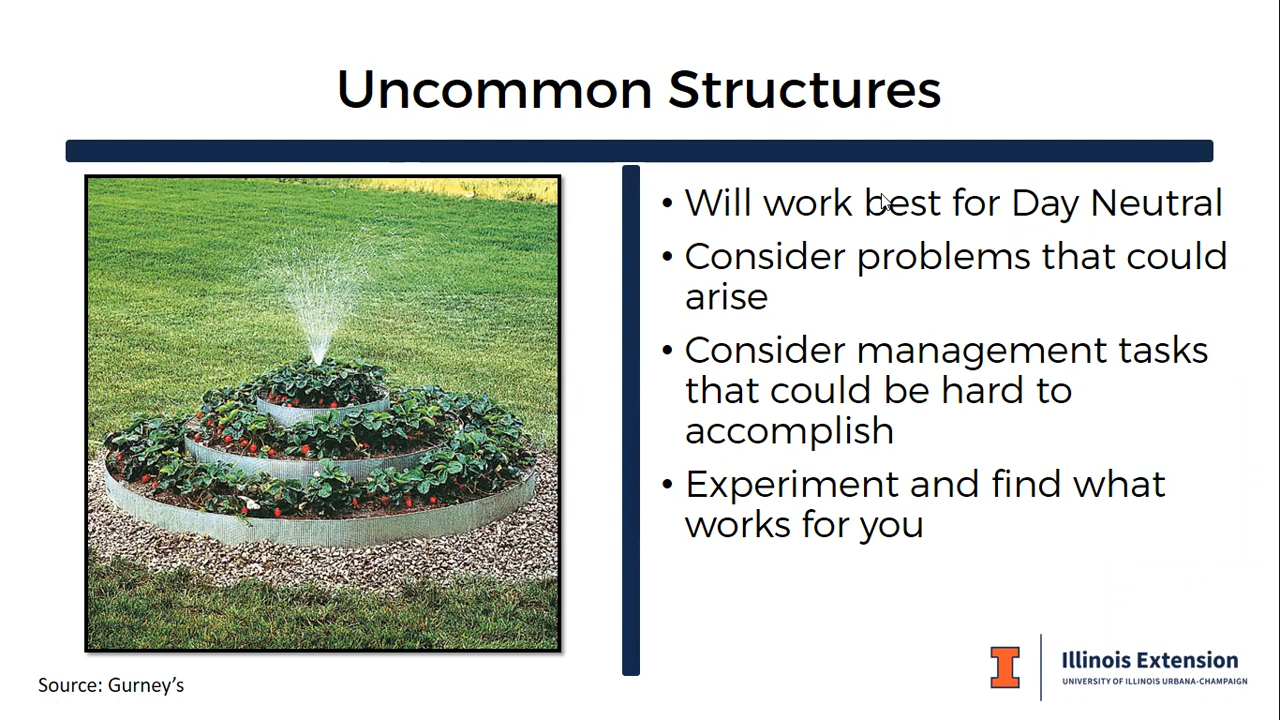 Uncommon Structures
• Will work best for Day Neutral
• Consider problems that could
arise
• Consider management tasks
that could be hard to
accomplish
• Experiment and find what
works for you
Source: Gurney's
I
Illinois Extension
UNIVERSITY OF ILLINOIS URBANA-CHAMPAIGN